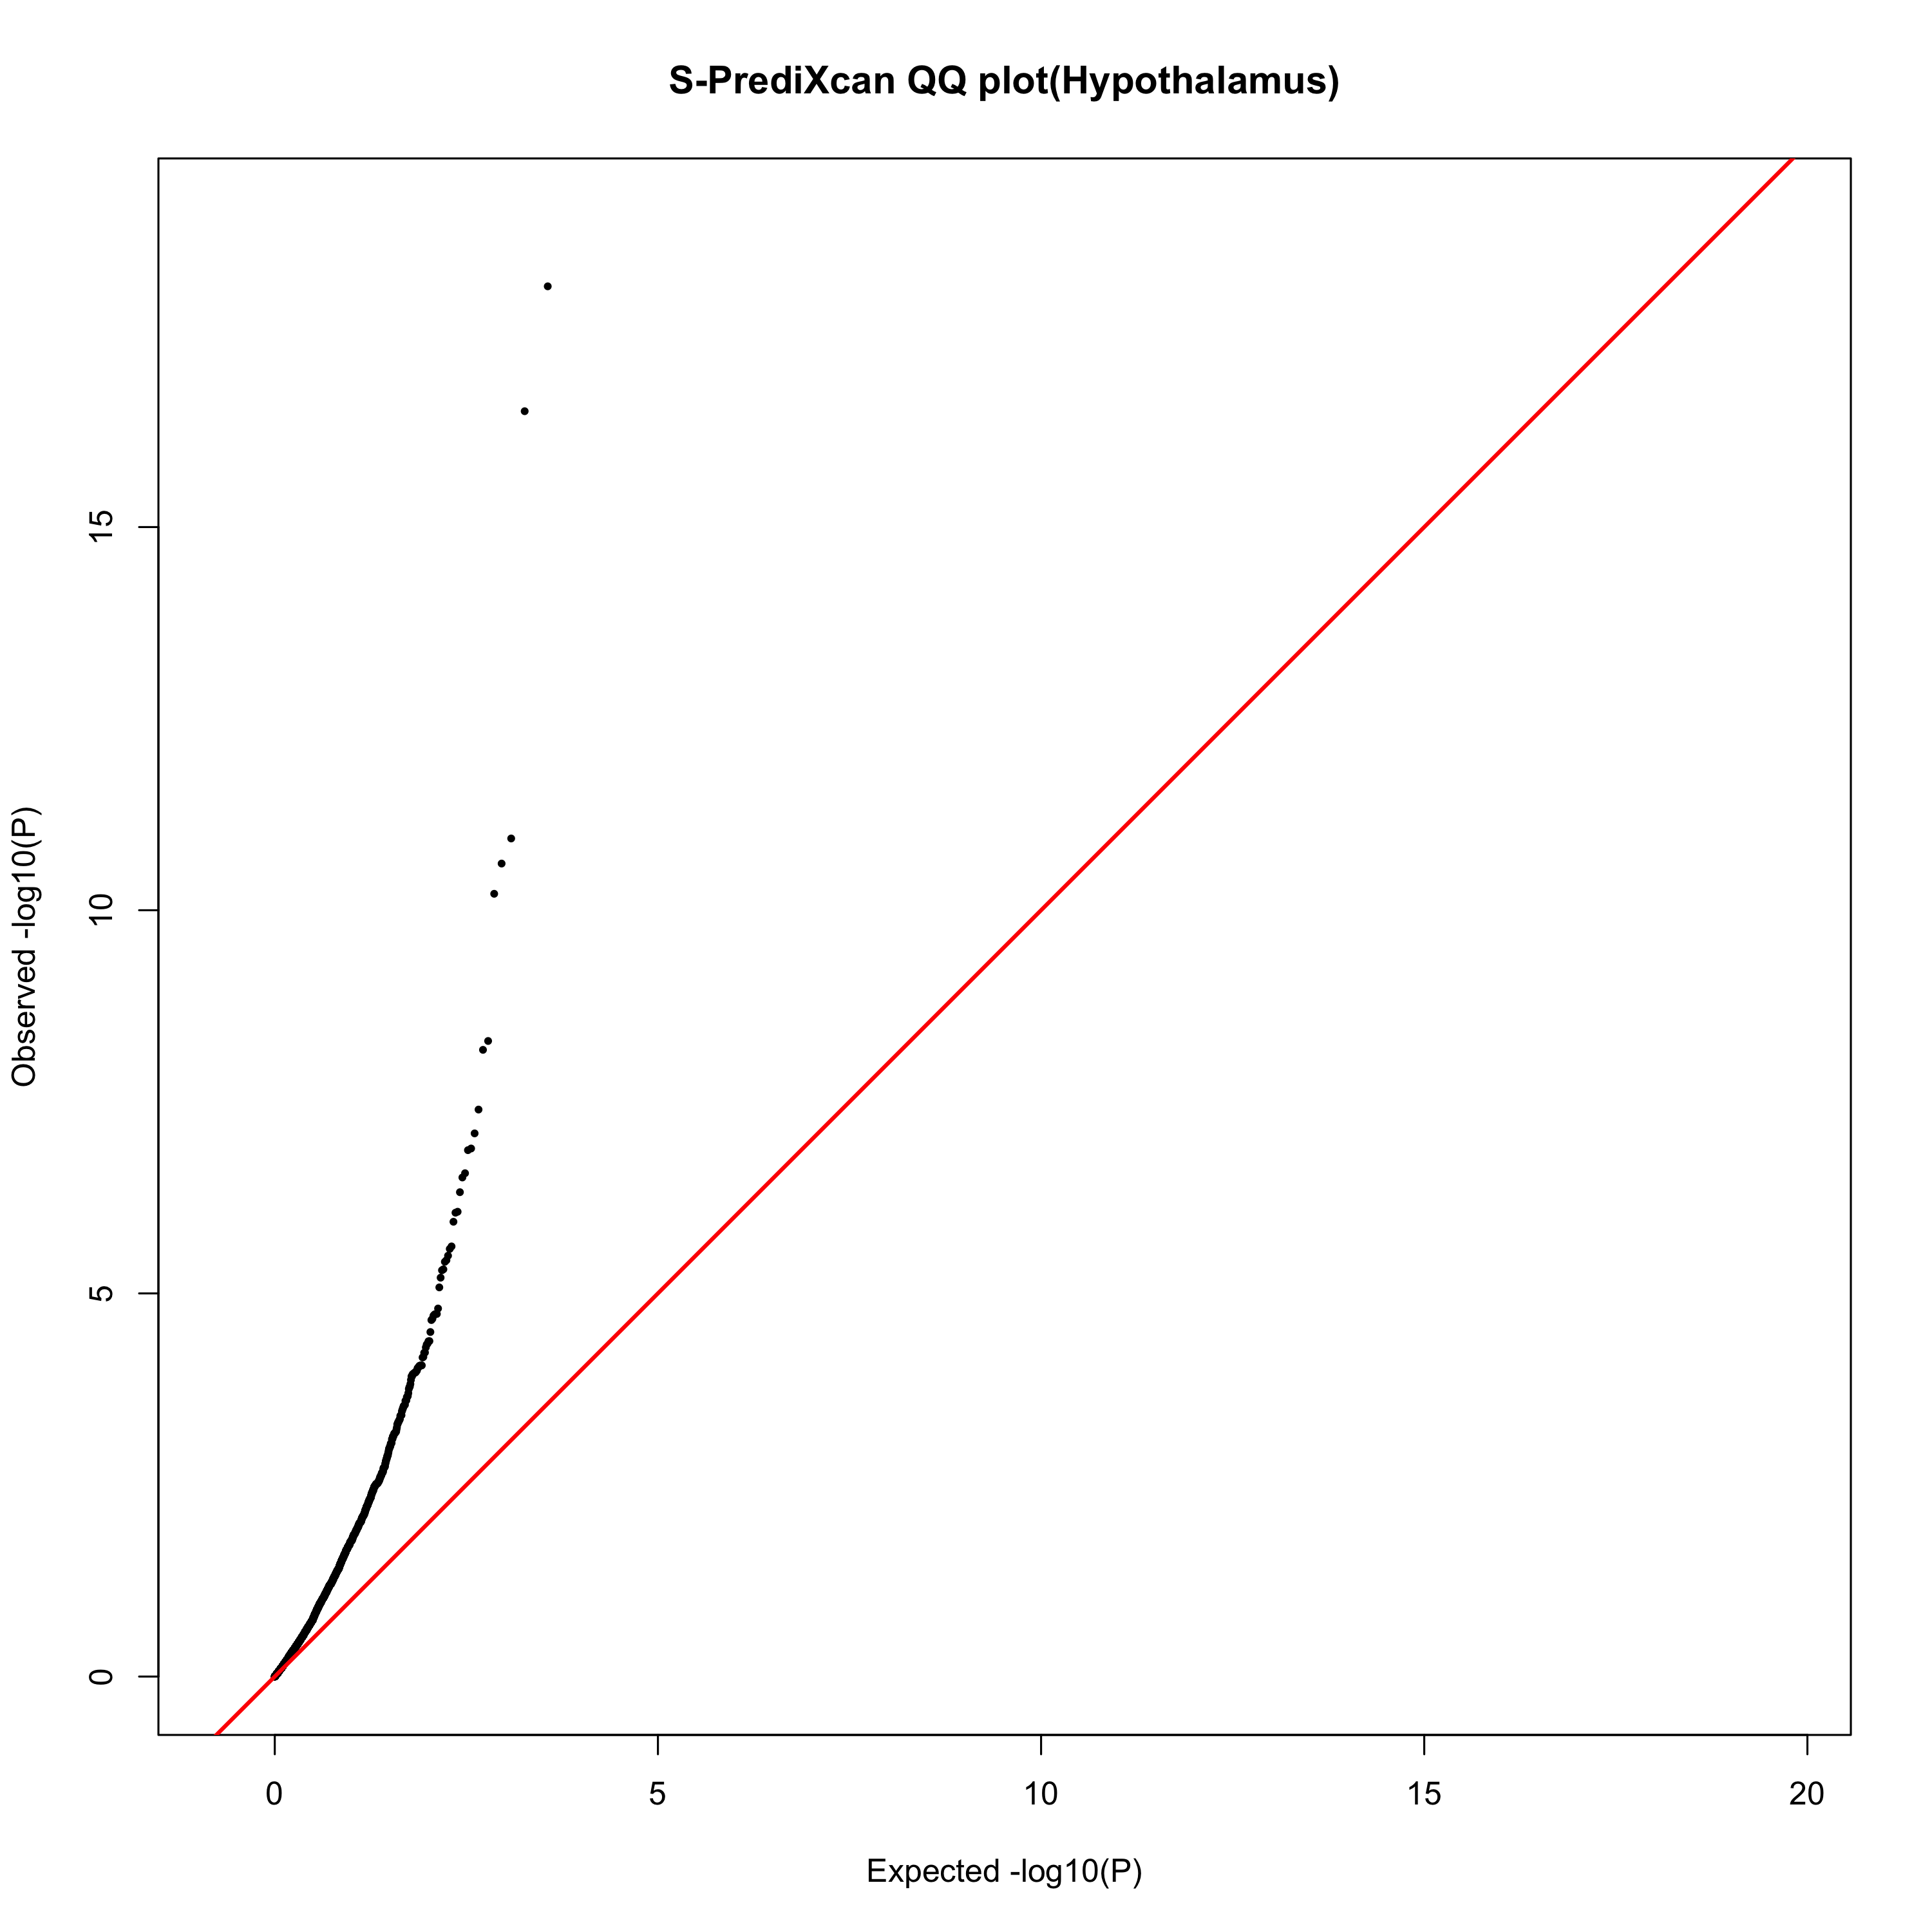 S-PrediXcan QQ plot(Hypothalamus)
Observed -log10(P)
15
10
5
0
0 5 10 15 20
Expected -log10(P)